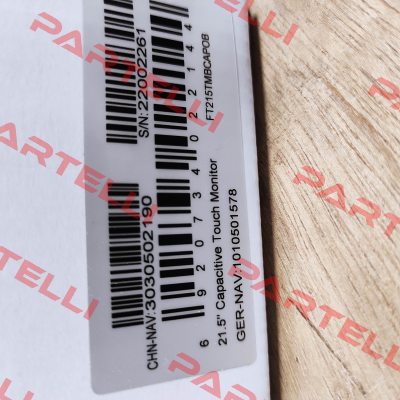 CHN-NAV:3030502190
S/N:22002261
6 920734 022144
21.5" Capacitive Touch Monitor
FT215TMBCAPOB
GER-NAV:1010501578
PARTELLI
PARTELLI
PARTELLI
PARTELLI
PARTELLI